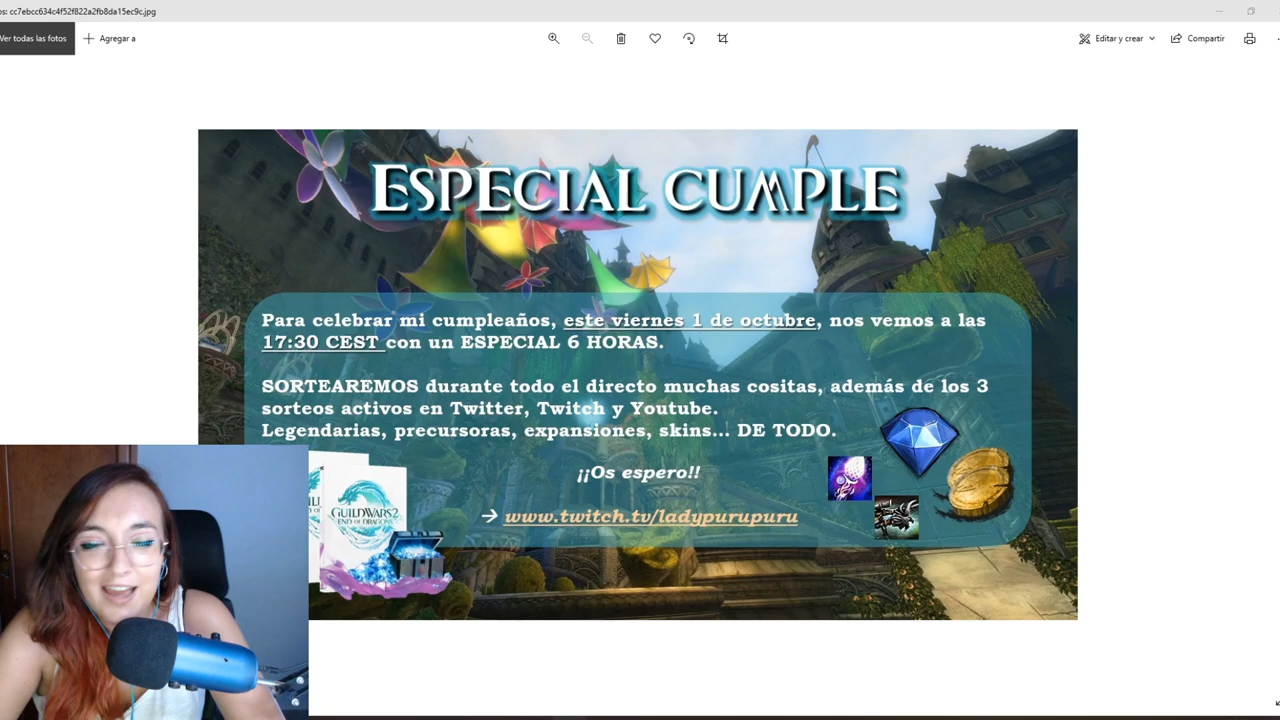 os: cc7ebcc634c4f52f822a2fb8da15ec9c.jpg
Ver todas las fotos
Agregar a
Editar y crear
Compartir
ESPECIAL CUMPLE
Para celebrar mi cumpleaños, este viernes 1 de octubre, nos vemos a las
17:30 CEST con un ESPECIAL 6 HORAS.
SORTEAREMOS durante todo el directo muchas cositas, además de los 3
sorteos activos en Twitter, Twitch y Youtube.
Legendarias, precursoras, expansiones, skins... DE TODO.
¡¡Os espero!!
→ www.twitch.tv/ladypurupuru
GUILDWARS2
END OF DRAGONS